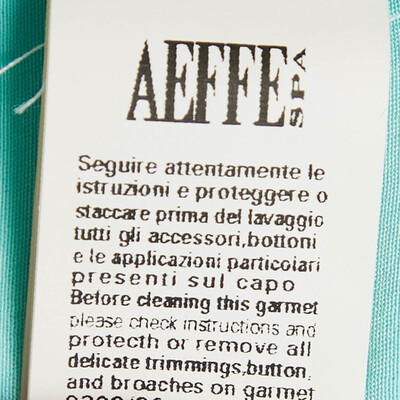 AEFFE SPA
Seguire attentamente le
istruzioni e proteggere o
staccare prima del lavaggio
tutti gli accessori,bottoni
e le applicazioni particolari
presenti sul capo
Before cleaning this garmet
please check instructions and
protecth or remove all
delicate trimmings,button,
and broaches on garmet